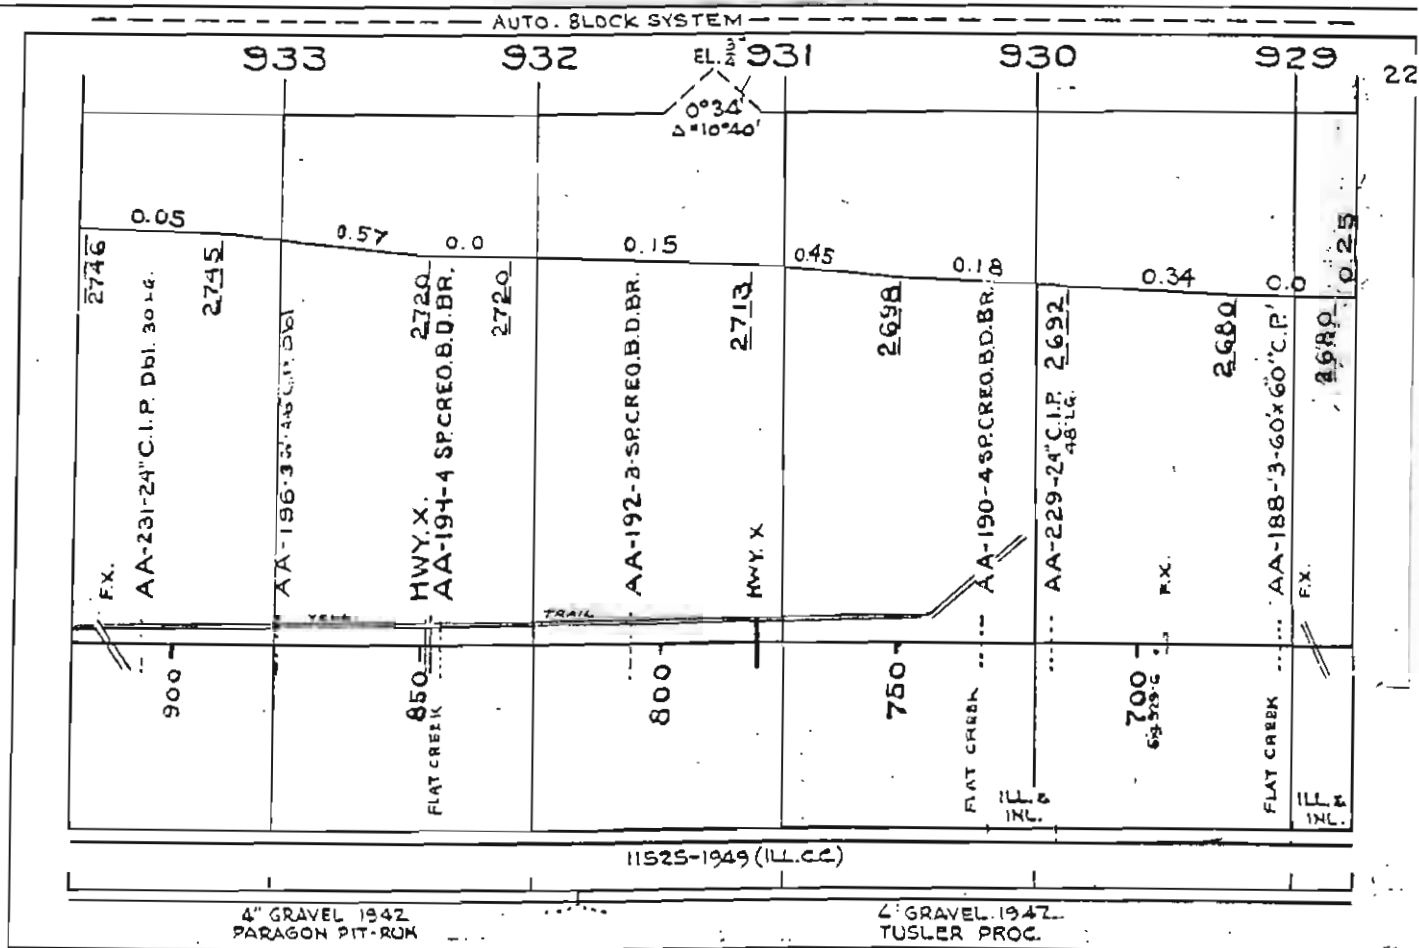 AUTO. BLOCK SYSTEM
933 932 EL. 3/4" 931 930 929
22
0°34'
Δ=10°40'
0.05 0.57 0.0 0.15 0.45 0.18 0.34 0.0 0.25
2746 2745 2720 2720 2713 2698 2692 2680 2680
F.X.
AA-231-24" C.I.P. Dbl. 30 LG.
HWY. X.
AA-194-4 SP.CREO.B.D.BR.
AA-192-3-SP.CREO.B.D.BR.
HWY. X
AA-190-4 SP.CREO.B.D.BR.
AA-229-24" C.I.P.
48' LG.
F.X.
AA-188-'3-60'x60" C.P.'
F.X.
TRAIL
900 850 800 750 700
Sig 929-6
FLAT CREEK
FLAT CREEK
FLAT CREEK
ILL. &
INL.
ILL. &
INL.
11525-1949 (ILL.CC)
4" GRAVEL 1942
PARAGON PIT-RUN
GRAVEL. 1947
TUSLER PROC.